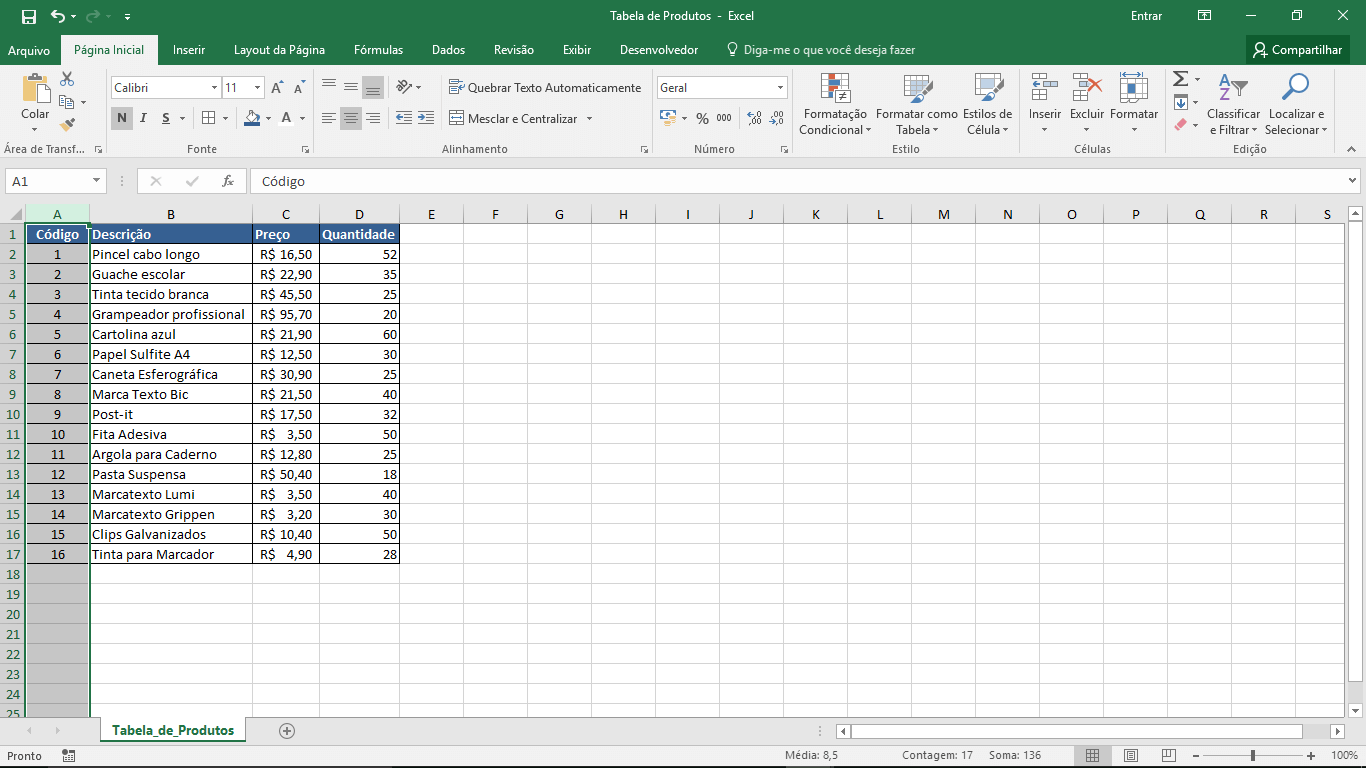 Tabela de Produtos - Excel
Entrar
Arquivo Página Inicial Inserir Layout da Página Fórmulas Dados Revisão Exibir Desenvolvedor Diga-me o que você deseja fazer Compartilhar
Colar
Área de Transf...
Calibri 11
N I S A
Fonte
Quebrar Texto Automaticamente
Mesclar e Centralizar
Alinhamento
Geral
% 000
Número
Formatação Condicional
Formatar como Tabela
Estilos de Célula
Estilo
Inserir Excluir Formatar
Células
Classificar e Filtrar
Localizar e Selecionar
Edição
A1 fx Código
A B C D E F G H I J K L M N O P Q R S
1 Código Descrição Preço Quantidade
2 1 Pincel cabo longo R$ 16,50 52
3 2 Guache escolar R$ 22,90 35
4 3 Tinta tecido branca R$ 45,50 25
5 4 Grampeador profissional R$ 95,70 20
6 5 Cartolina azul R$ 21,90 60
7 6 Papel Sulfite A4 R$ 12,50 30
8 7 Caneta Esferográfica R$ 30,90 25
9 8 Marca Texto Bic R$ 21,50 40
10 9 Post-it R$ 17,50 32
11 10 Fita Adesiva R$ 3,50 50
12 11 Argola para Caderno R$ 12,80 25
13 12 Pasta Suspensa R$ 50,40 18
14 13 Marcatexto Lumi R$ 3,50 40
15 14 Marcatexto Grippen R$ 3,20 30
16 15 Clips Galvanizados R$ 10,40 50
17 16 Tinta para Marcador R$ 4,90 28
18
19
20
21
22
23
24
25
Tabela_de_Produtos
Pronto Média: 8,5 Contagem: 17 Soma: 136 100%